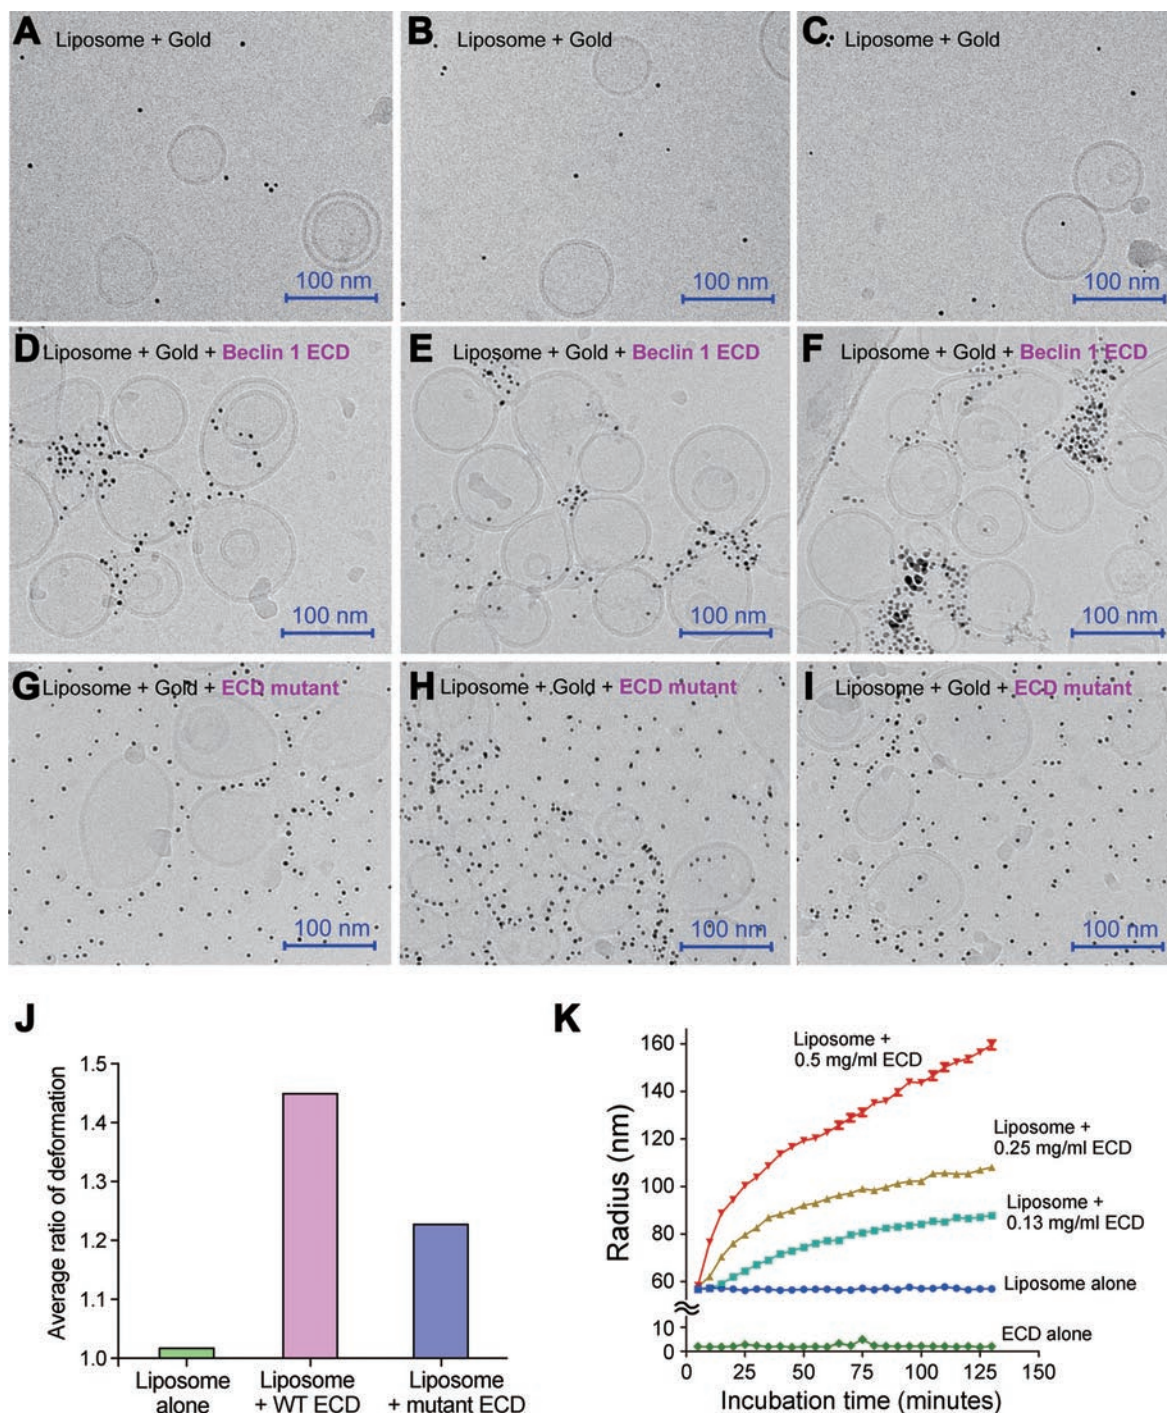 A Liposome + Gold
100 nm
B Liposome + Gold
100 nm
C Liposome + Gold
100 nm
D Liposome + Gold + Beclin 1 ECD
100 nm
E Liposome + Gold + Beclin 1 ECD
100 nm
F Liposome + Gold + Beclin 1 ECD
100 nm
G Liposome + Gold + ECD mutant
100 nm
H Liposome + Gold + ECD mutant
100 nm
I Liposome + Gold + ECD mutant
100 nm
J
Average ratio of deformation
1.5
1.4
1.3
1.2
1.1
1.0
Liposome
alone
Liposome
+ WT ECD
Liposome
+ mutant ECD
K
Radius (nm)
160
140
120
100
80
60
10
0
Liposome +
0.5 mg/ml ECD
Liposome +
0.25 mg/ml ECD
Liposome +
0.13 mg/ml ECD
Liposome alone
ECD alone
0 25 50 75 100 125 150
Incubation time (minutes)